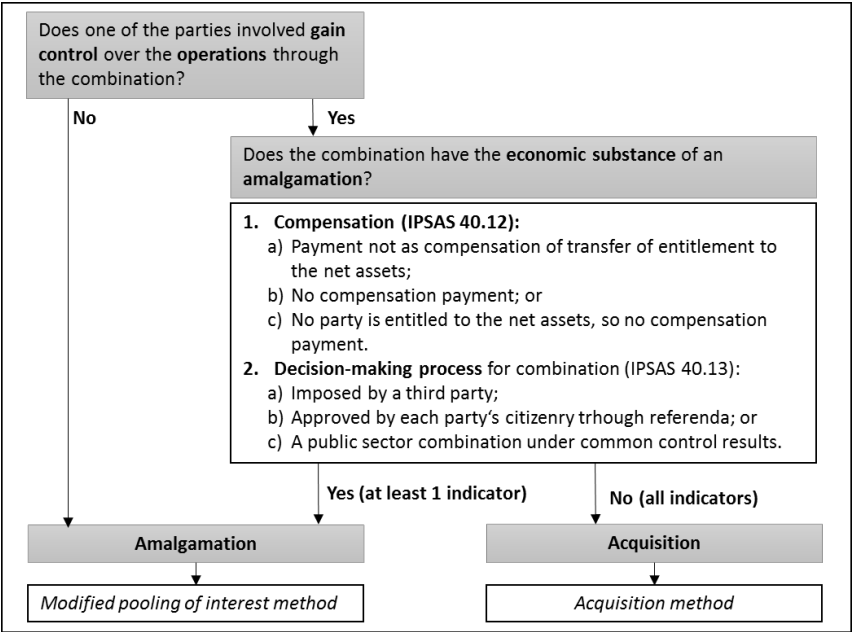 Does one of the parties involved gain
control over the operations through
the combination?
No
Yes
Does the combination have the economic substance of an
amalgamation?
1. Compensation (IPSAS 40.12):
a) Payment not as compensation of transfer of entitlement to
the net assets;
b) No compensation payment; or
c) No party is entitled to the net assets, so no compensation
payment.
2. Decision-making process for combination (IPSAS 40.13):
a) Imposed by a third party;
b) Approved by each party‘s citizenry trhough referenda; or
c) A public sector combination under common control results.
Yes (at least 1 indicator)
No (all indicators)
Amalgamation
Acquisition
Modified pooling of interest method
Acquisition method